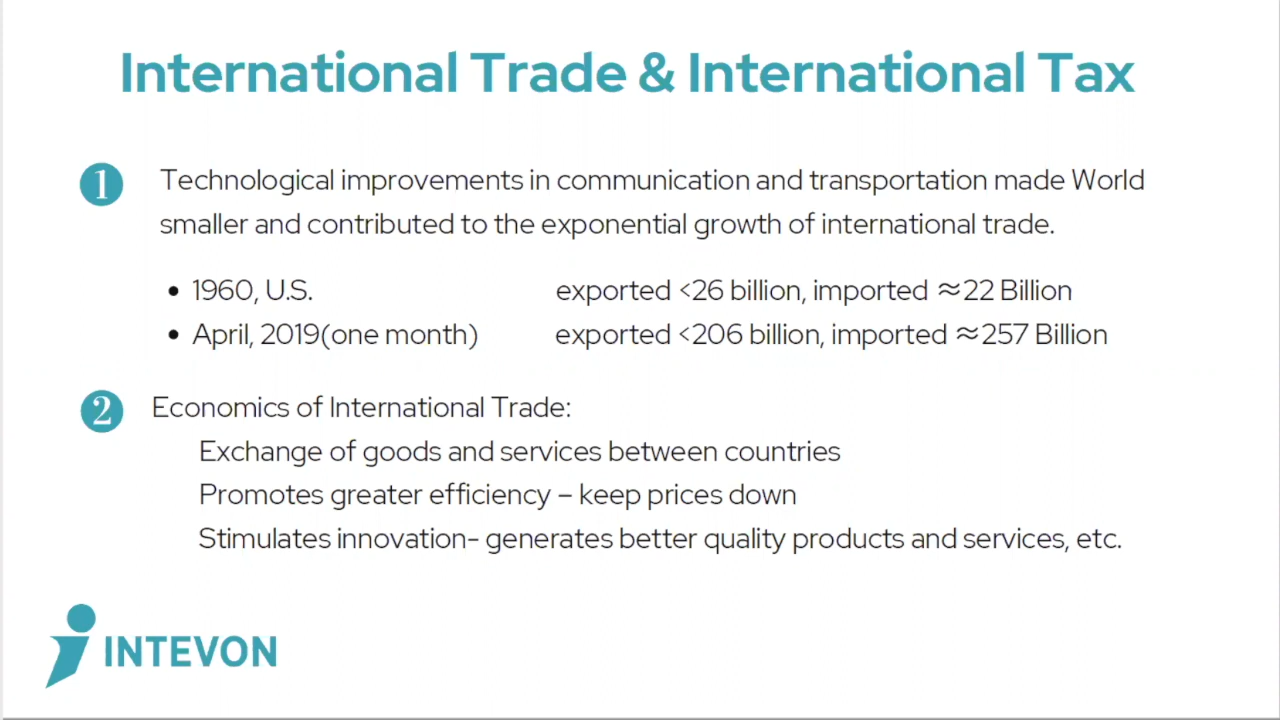 International Trade & International Tax
1 Technological improvements in communication and transportation made World
smaller and contributed to the exponential growth of international trade.
• 1960, U.S. exported <26 billion, imported ≈22 Billion
• April, 2019(one month) exported <206 billion, imported ≈257 Billion
2 Economics of International Trade:
Exchange of goods and services between countries
Promotes greater efficiency – keep prices down
Stimulates innovation- generates better quality products and services, etc.
INTEVON